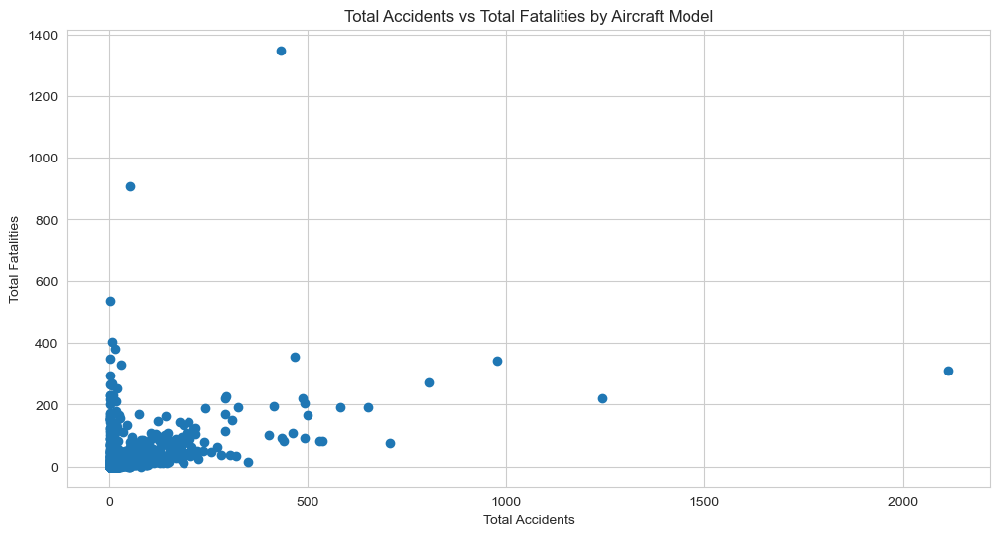 Total Accidents vs Total Fatalities by Aircraft Model
1400
1200
1000
800
600
400
200
0
Total Fatalities
0 500 1000 1500 2000
Total Accidents